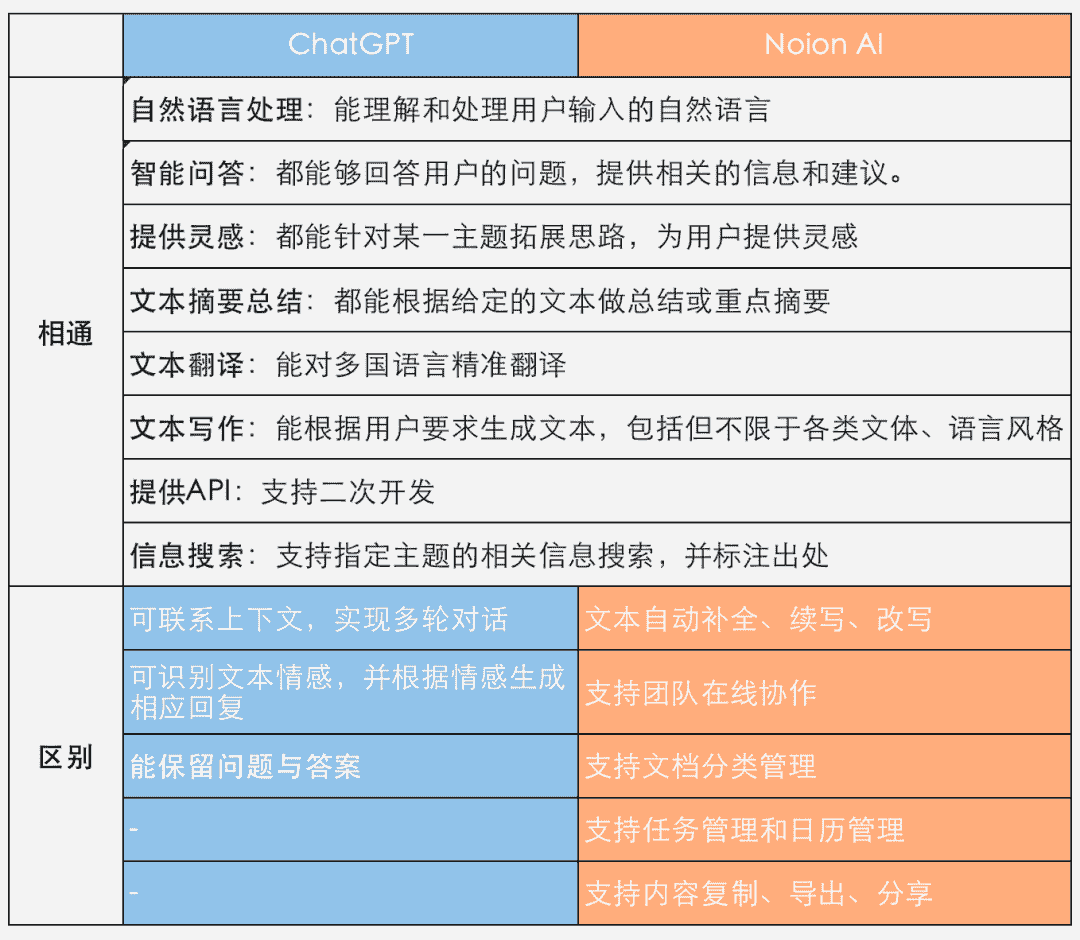 ChatGPT
Noion AI
相通
自然语言处理：能理解和处理用户输入的自然语言
智能问答：都能够回答用户的问题，提供相关的信息和建议。
提供灵感：都能针对某一主题拓展思路，为用户提供灵感
文本摘要总结：都能根据给定的文本做总结或重点摘要
文本翻译：能对多国语言精准翻译
文本写作：能根据用户要求生成文本，包括但不限于各类文体、语言风格
提供API：支持二次开发
信息搜索：支持指定主题的相关信息搜索，并标注出处
区别
可联系上下文，实现多轮对话
文本自动补全、续写、改写
可识别文本情感，并根据情感生成
相应回复
支持团队在线协作
能保留问题与答案
支持文档分类管理
-
支持任务管理和日历管理
-
支持内容复制、导出、分享